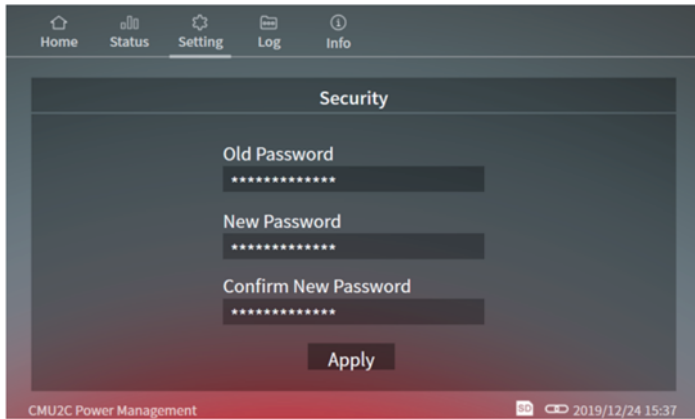 Home Status Setting Log Info
Security
Old Password
*************
New Password
*************
Confirm New Password
*************
Apply
CMU2C Power Management SD 2019/12/24 15:37